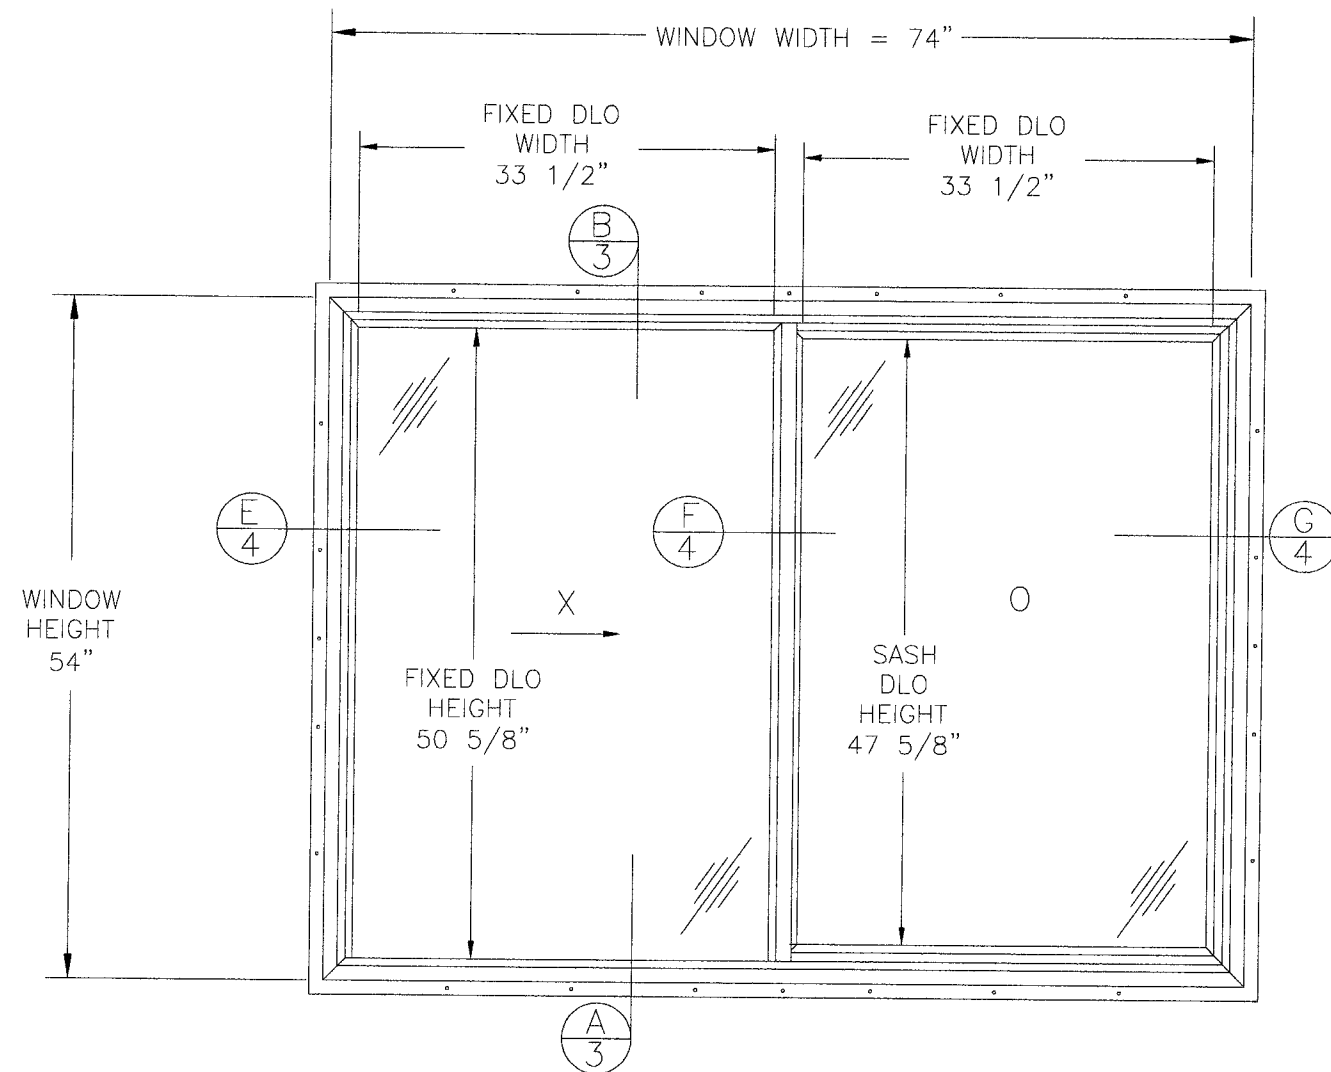 WINDOW WIDTH = 74"
FIXED DLO
WIDTH
33 1/2"
FIXED DLO
WIDTH
33 1/2"
B
3
E
4
F
4
G
4
WINDOW
HEIGHT
54"
X
O
FIXED DLO
HEIGHT
50 5/8"
SASH
DLO
HEIGHT
47 5/8"
A
3